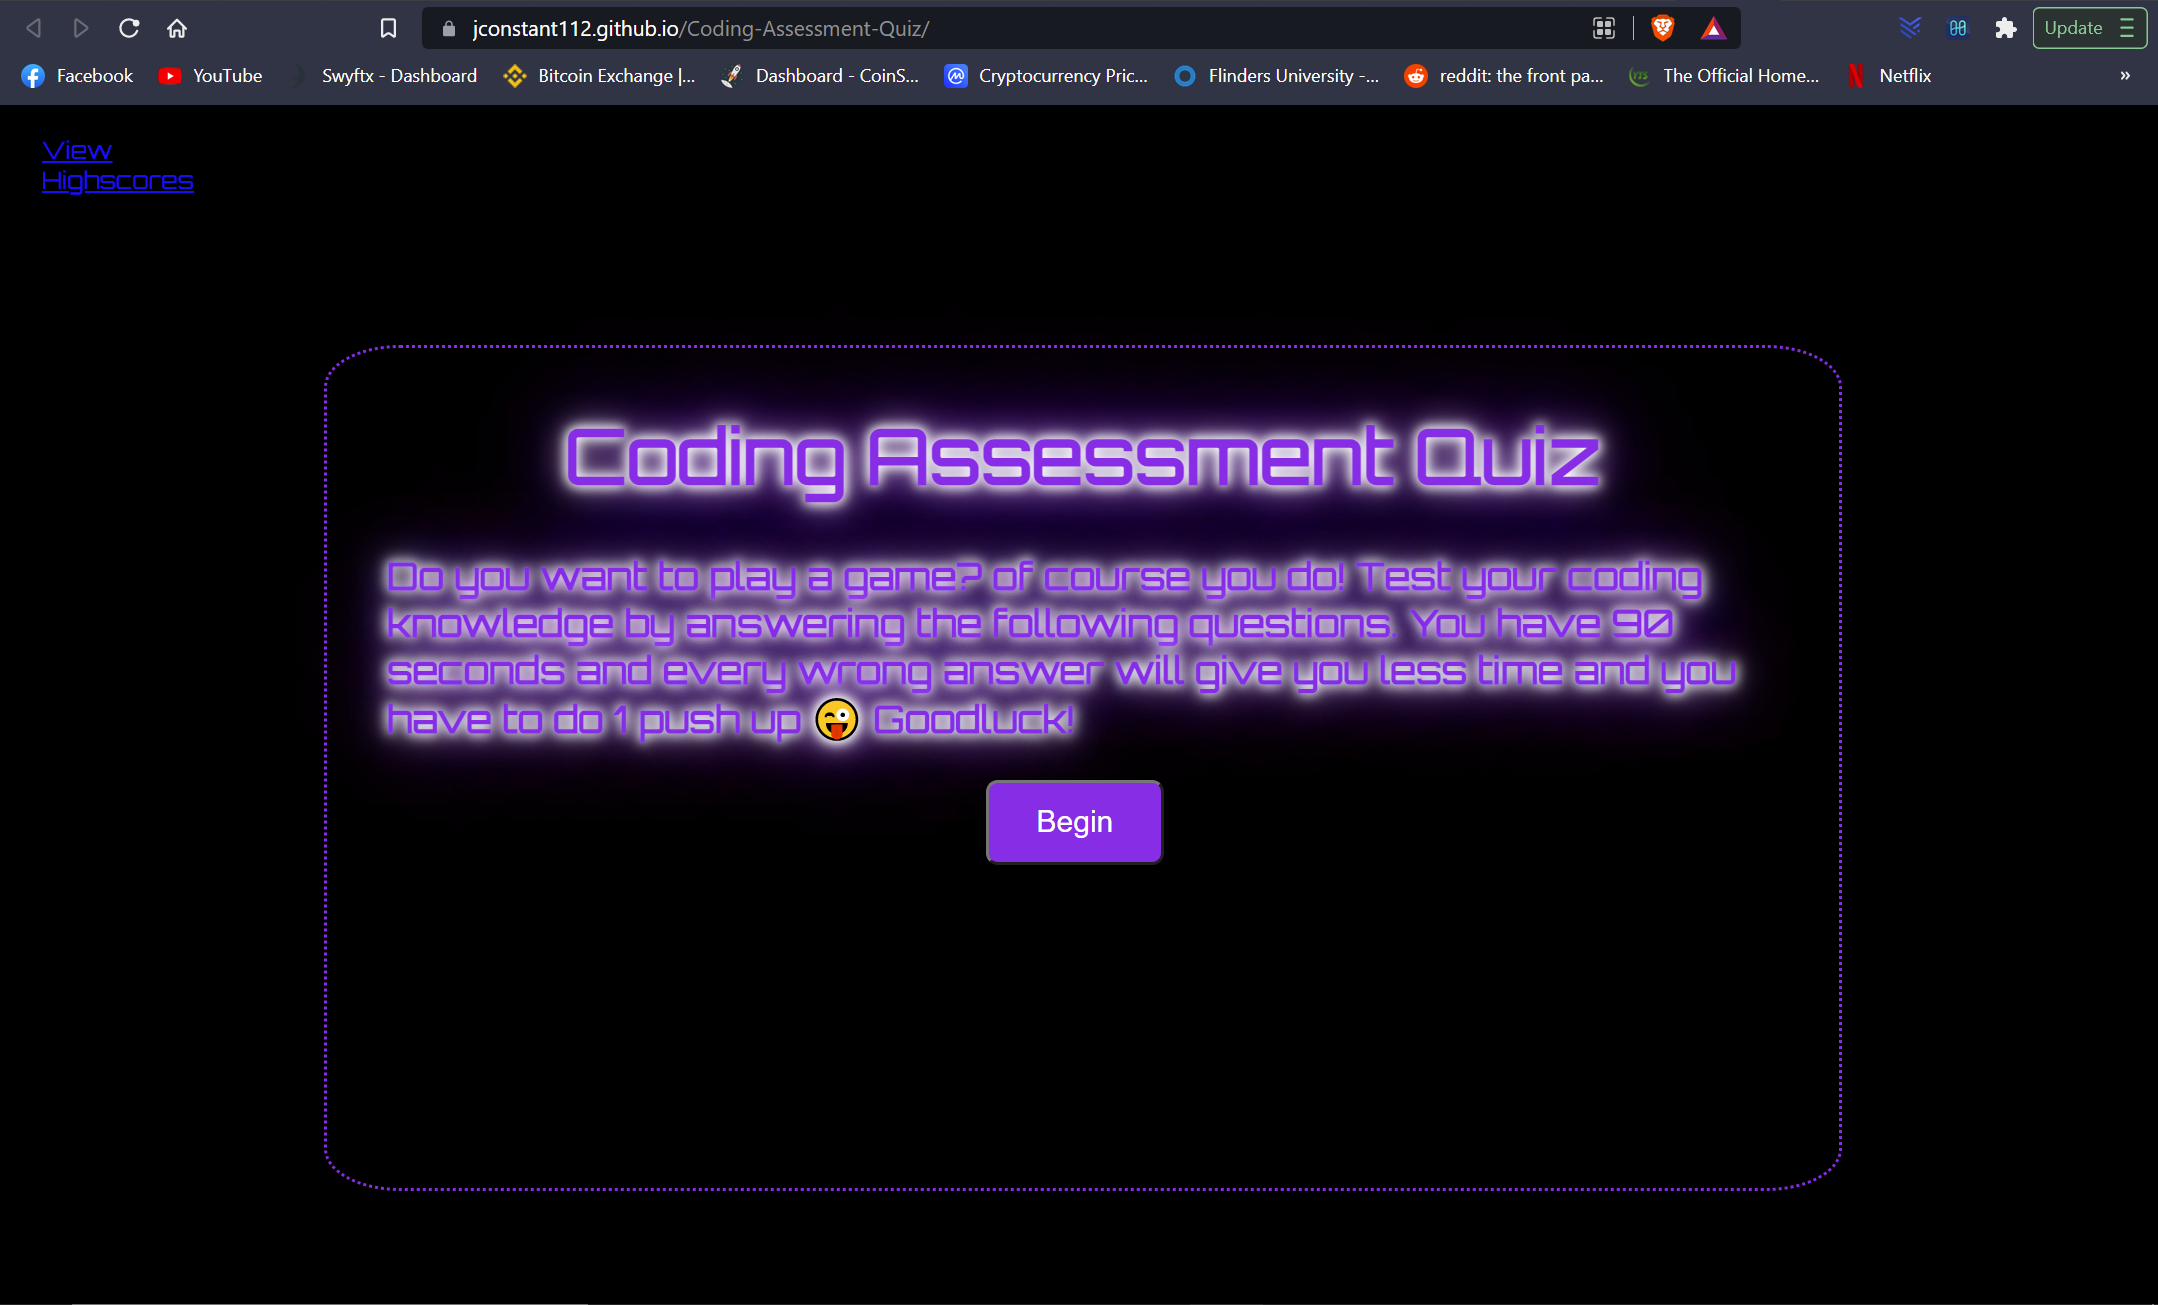 jconstant112.github.io/Coding-Assessment-Quiz/
Update
Facebook YouTube Swyftx - Dashboard Bitcoin Exchange |... Dashboard - CoinS... Cryptocurrency Pric... Flinders University -... reddit: the front pa... The Official Home... Netflix »
View
Highscores
Coding Assessment Quiz
Do you want to play a game? of course you do! Test your coding
knowledge by answering the following questions. You have 90
seconds and every wrong answer will give you less time and you
have to do 1 push up 😜 Goodluck!
Begin